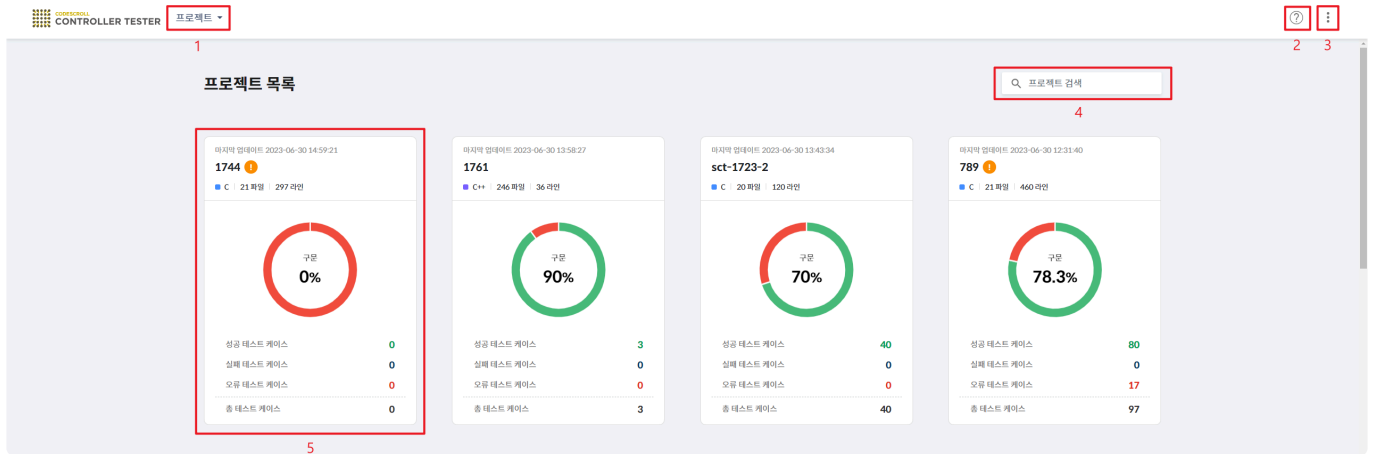 CODESCROLL
CONTROLLER TESTER
프로젝트
1
2
3
프로젝트 목록
프로젝트 검색
4
마지막 업데이트 2023-06-30 14:59:21
1744
C 21 파일 297 라인
구문
0%
성공 테스트 케이스 0
실패 테스트 케이스 0
오류 테스트 케이스 0
총 테스트 케이스 0
5
마지막 업데이트 2023-06-30 13:58:27
1761
C++ 246 파일 36 라인
구문
90%
성공 테스트 케이스 3
실패 테스트 케이스 0
오류 테스트 케이스 0
총 테스트 케이스 3
마지막 업데이트 2023-06-30 13:43:34
sct-1723-2
C 20 파일 120 라인
구문
70%
성공 테스트 케이스 40
실패 테스트 케이스 0
오류 테스트 케이스 0
총 테스트 케이스 40
마지막 업데이트 2023-06-30 12:31:40
789
C 21 파일 460 라인
구문
78.3%
성공 테스트 케이스 80
실패 테스트 케이스 0
오류 테스트 케이스 17
총 테스트 케이스 97